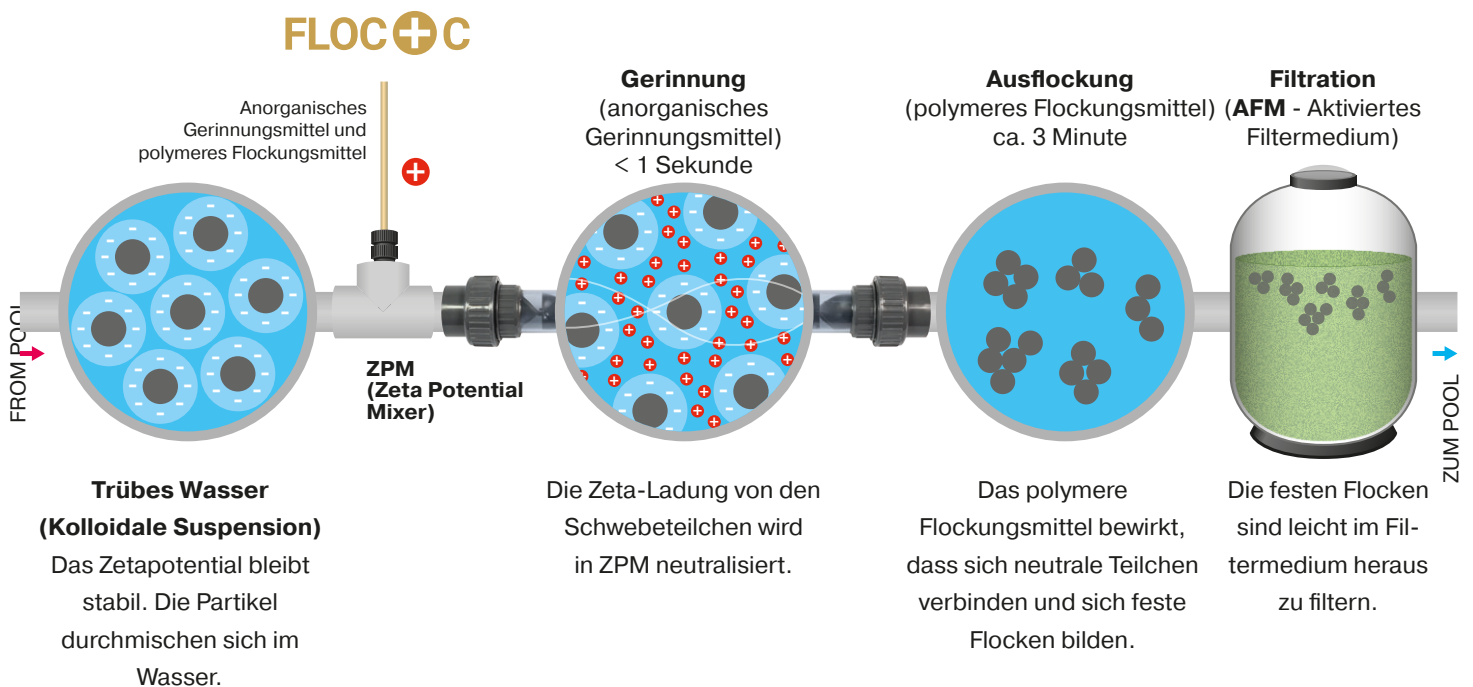 FLOC+C
Anorganisches
Gerinnungsmittel und
polymeres Flockungsmittel
FROM POOL
ZPM
(Zeta Potential
Mixer)
Trübes Wasser
(Kolloidale Suspension)
Das Zetapotential bleibt
stabil. Die Partikel
durchmischen sich im
Wasser.
Gerinnung
(anorganisches
Gerinnungsmittel)
< 1 Sekunde
Die Zeta-Ladung von den
Schwebeteilchen wird
in ZPM neutralisiert.
Ausflockung
(polymeres Flockungsmittel)
ca. 3 Minute
Das polymere
Flockungsmittel bewirkt,
dass sich neutrale Teilchen
verbinden und sich feste
Flocken bilden.
Filtration
(AFM - Aktiviertes
Filtermedium)
Die festen Flocken
sind leicht im Fil-
termedium heraus
zu filtern.
ZUM POOL